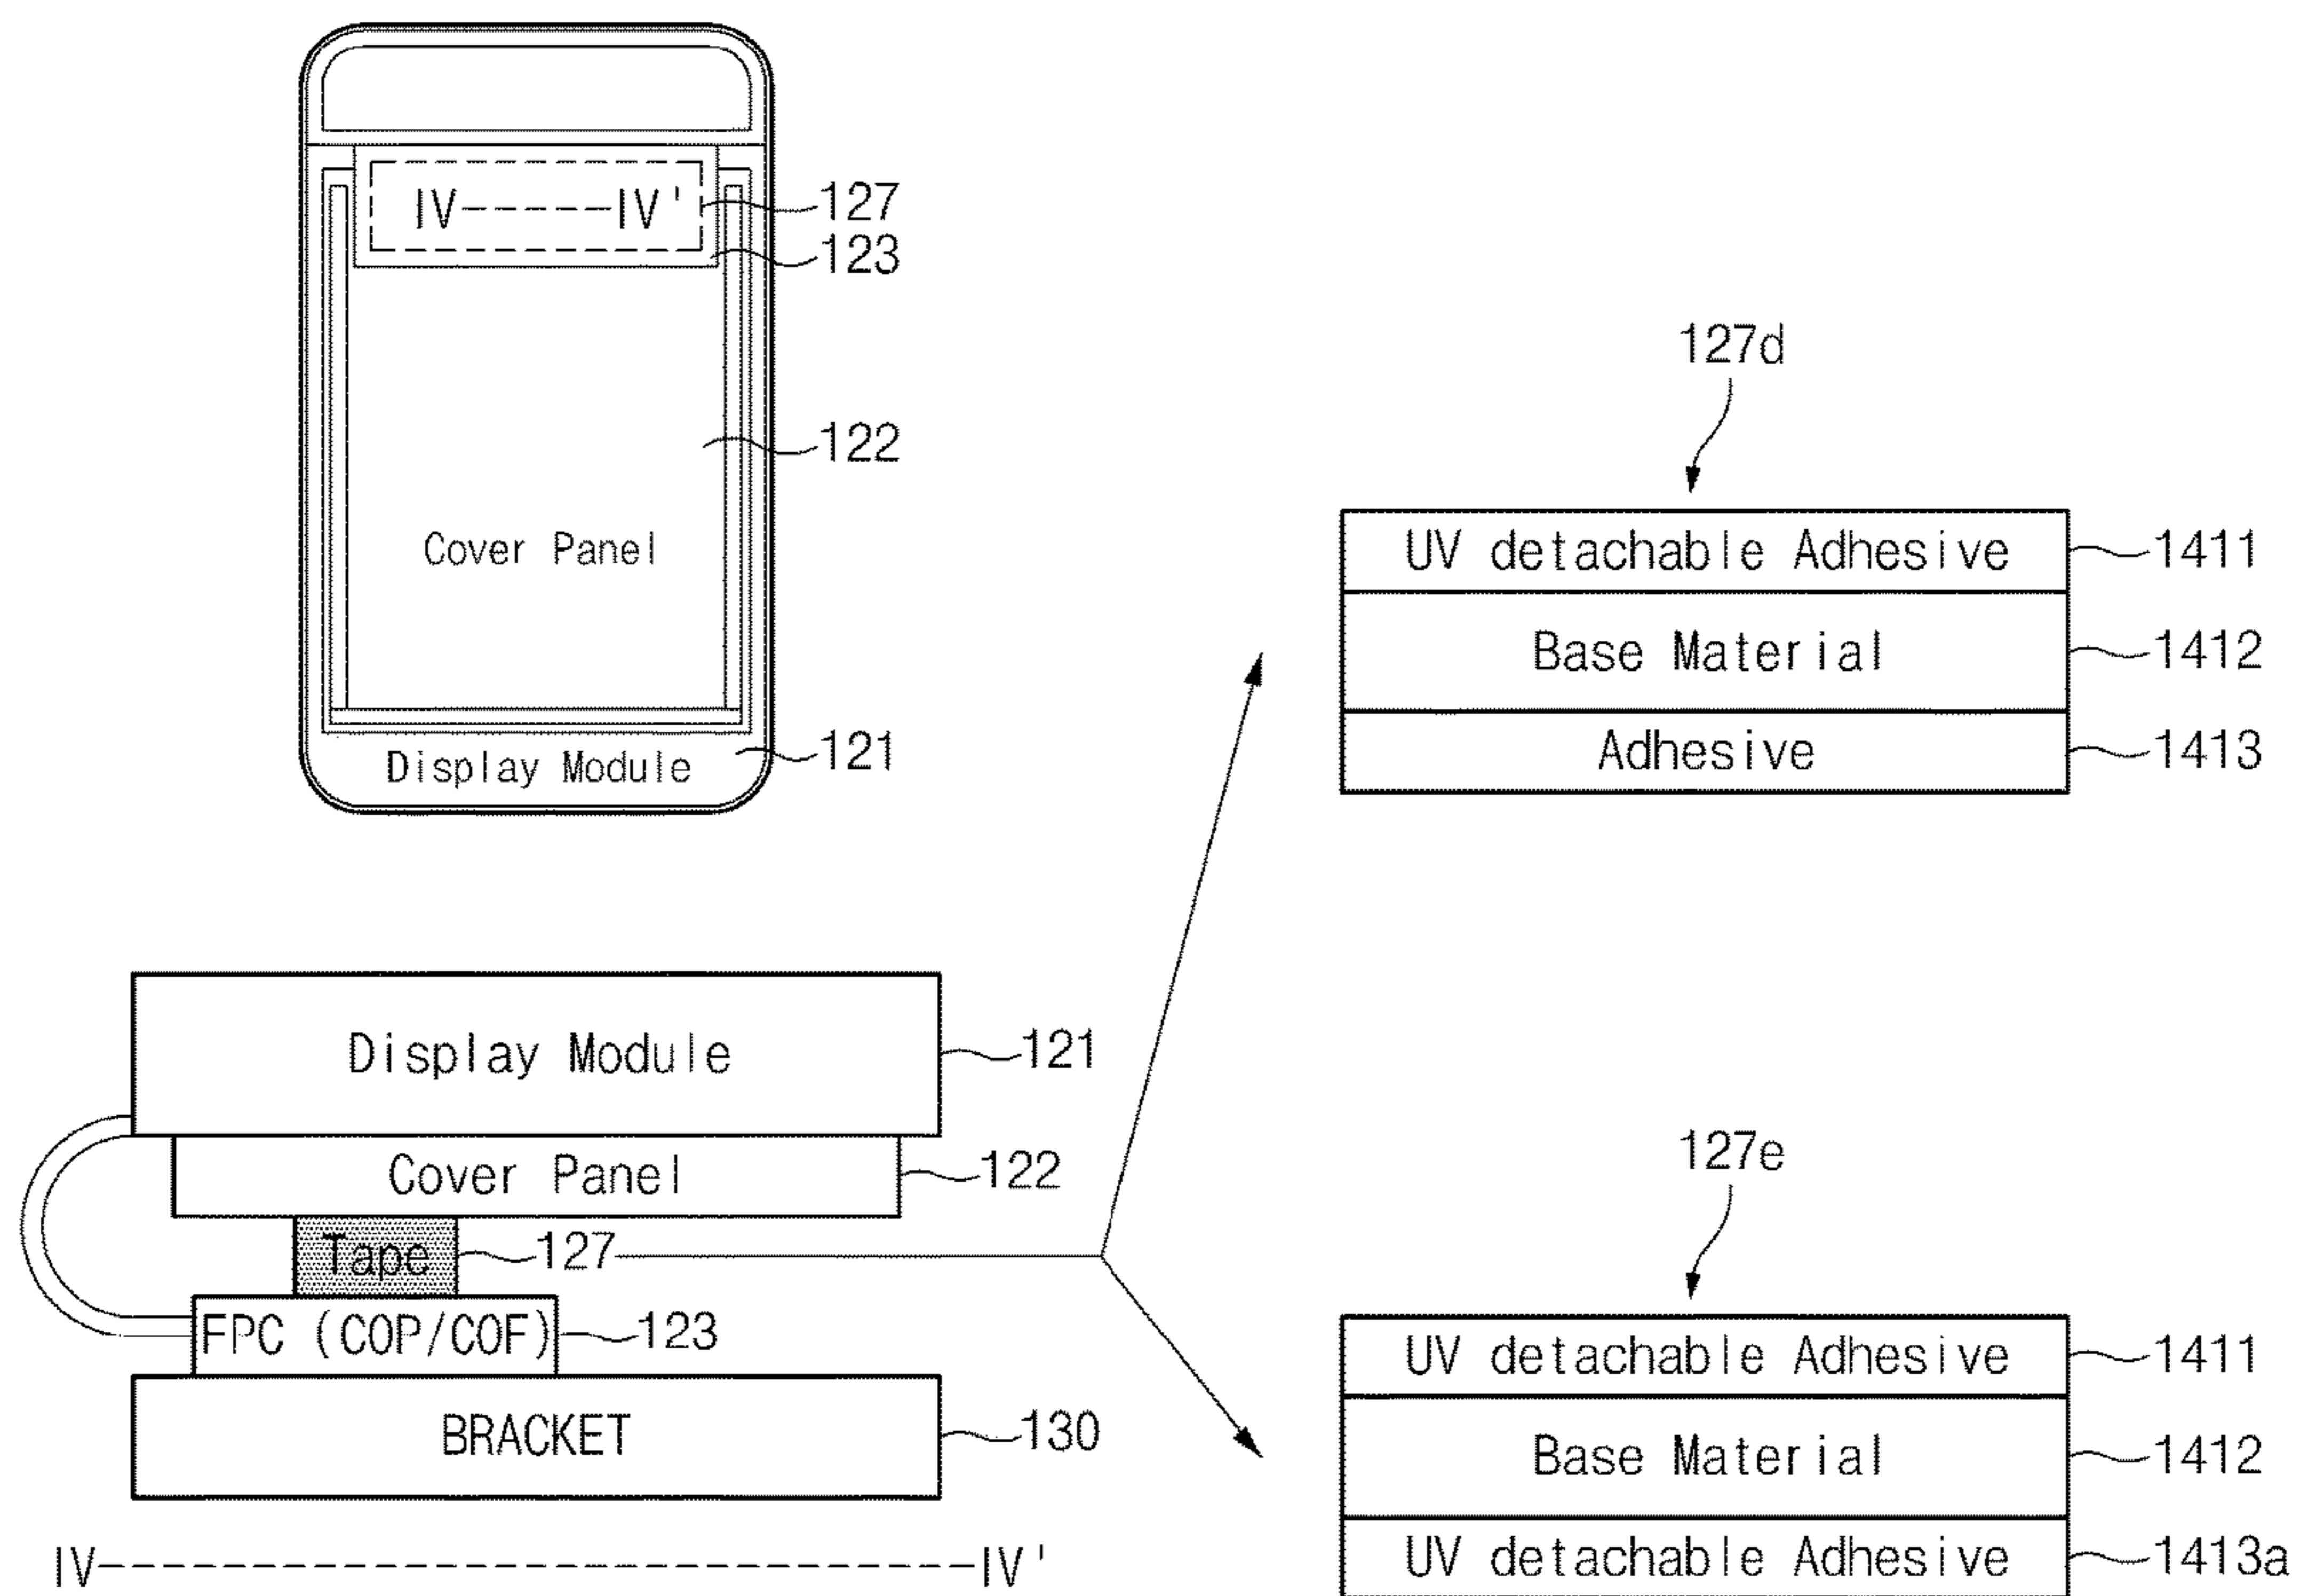 IV------IV'
127
123
122
Cover Panel
Display Module
121
127d
UV detachable Adhesive
1411
Base Material
1412
Adhesive
1413
Display Module
121
Cover Panel
122
Tape
127
FPC (COP/COF)
123
BRACKET
130
IV------IV'
127e
UV detachable Adhesive
1411
Base Material
1412
UV detachable Adhesive
1413a